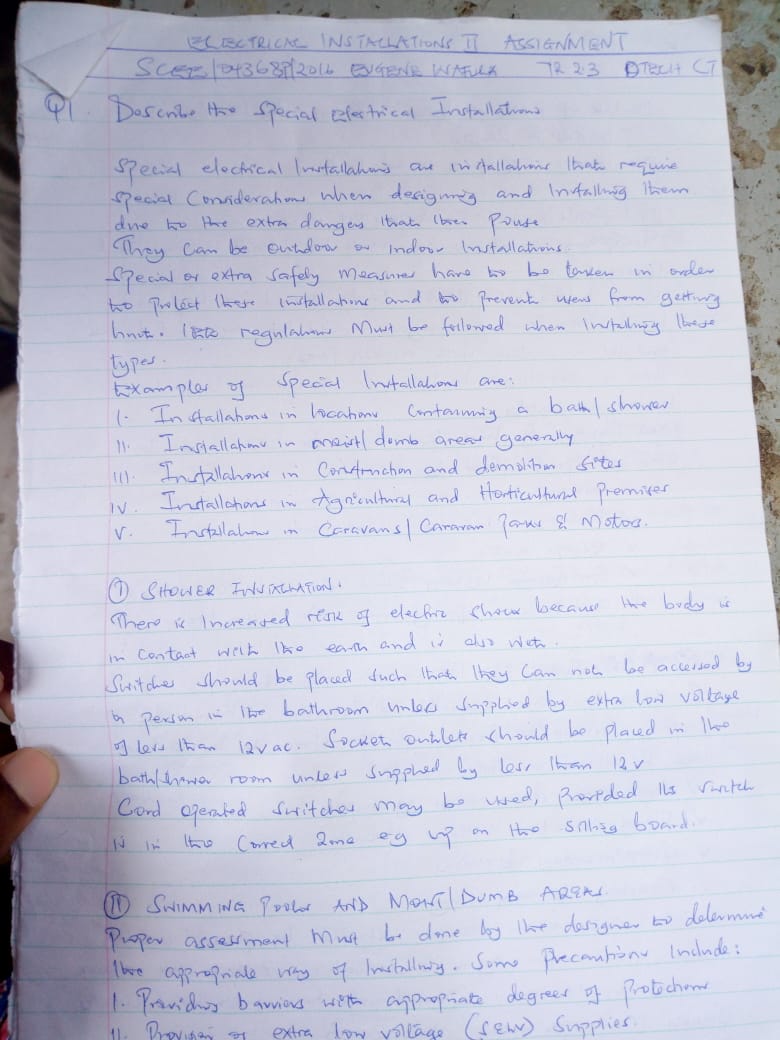 ELECTRICAL INSTALLATIONS II ASSIGNMENT
SCEE/04368P/2016 EUGENE WAFULA 72 2.3 BTECH CT
Q1. Describe the Special Electrical Installations
Special electrical Installations are installations that require
special Considerations when designing and Installing them
due to the extra dangers that they Pouse
They can be outdoor or indoor Installations.
Special or extra safely measures have to be taken in order
to protect these installations and to prevent users from getting
hurt. regulations Must be followed when Installing these
types.
Examples of Special Installations are:
I. Installations in locations Containing a bath/shower
II. Installations in moist/dumb areas generally
III. Installations in Construction and demolition Sites
IV. Installations in Agricultural and Horticultural Premises
V. Installations in Caravans/Caravan Parks & Motors.
I SHOWER INSTALLATION.
There is Increased risk of electric shock because the body is
in contact with the earth and is also wet.
Switches should be placed such that they can not be accessed by
a person in the bathroom unless supplied by extra low voltage
of less than 12v ac. Socket outlets should be placed in the
bath/shower room unless supplied by less than 12v
Cord operated switches may be used, provided its switch
is in the correct zone eg up on the board.
II SWIMMING POOLS AND MOIST/DUMB AREAS.
Proper assessment Must be done by the designer to determine
the appropriate way of Installing. Some Precautions Include:
I. Providing barriers with appropriate degrees of Protections
II. Provision of extra low voltage (SELV) Supplies.